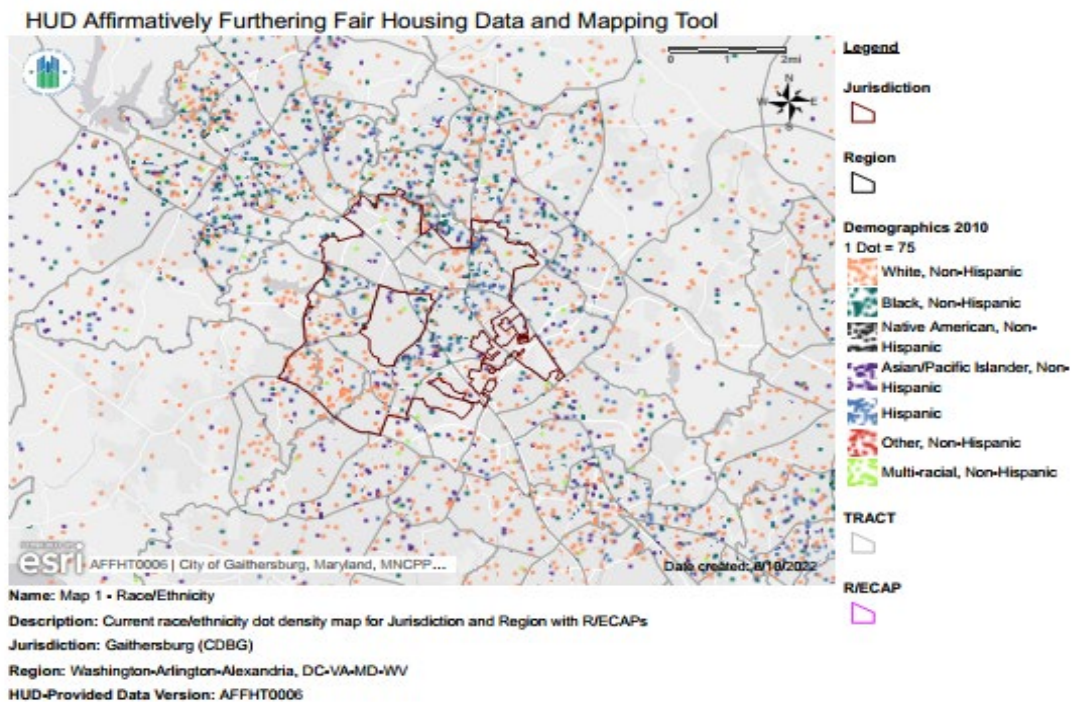 HUD Affirmatively Furthering Fair Housing Data and Mapping Tool
0 1 2mi
N
W E
S
Legend
Jurisdiction
Region
Demographics 2010
1 Dot = 75
White, Non-Hispanic
Black, Non-Hispanic
Native American, Non-
Hispanic
Asian/Pacific Islander, Non-
Hispanic
Hispanic
Other, Non-Hispanic
Multi-racial, Non-Hispanic
TRACT
R/ECAP
esri
AFFHT0006 | City of Gaithersburg, Maryland, MNCPP...
Date created: 8/10/2022
Name: Map 1 - Race/Ethnicity
Description: Current race/ethnicity dot density map for Jurisdiction and Region with R/ECAPs
Jurisdiction: Gaithersburg (CDBG)
Region: Washington-Arlington-Alexandria, DC-VA-MD-WV
HUD-Provided Data Version: AFFHT0006